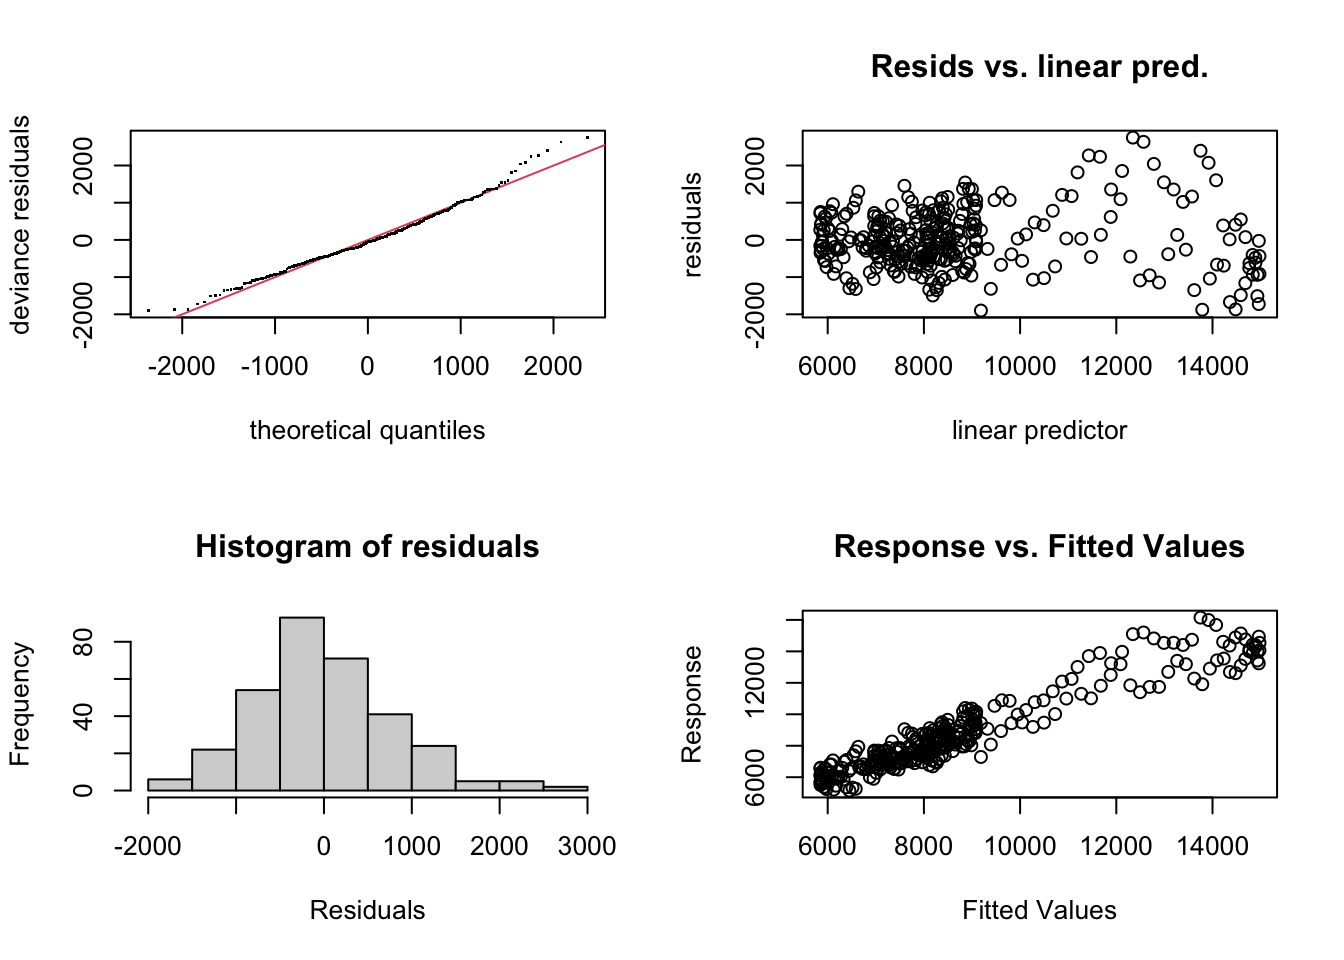 deviance residuals
-2000 0 2000
-2000 -1000 0 1000 2000
theoretical quantiles
Resids vs. linear pred.
residuals
-2000 0 2000
6000 8000 10000 12000 14000
linear predictor
Histogram of residuals
Frequency
0 40 80
-2000 0 1000 2000 3000
Residuals
Response vs. Fitted Values
Response
6000 12000
6000 8000 10000 12000 14000
Fitted Values